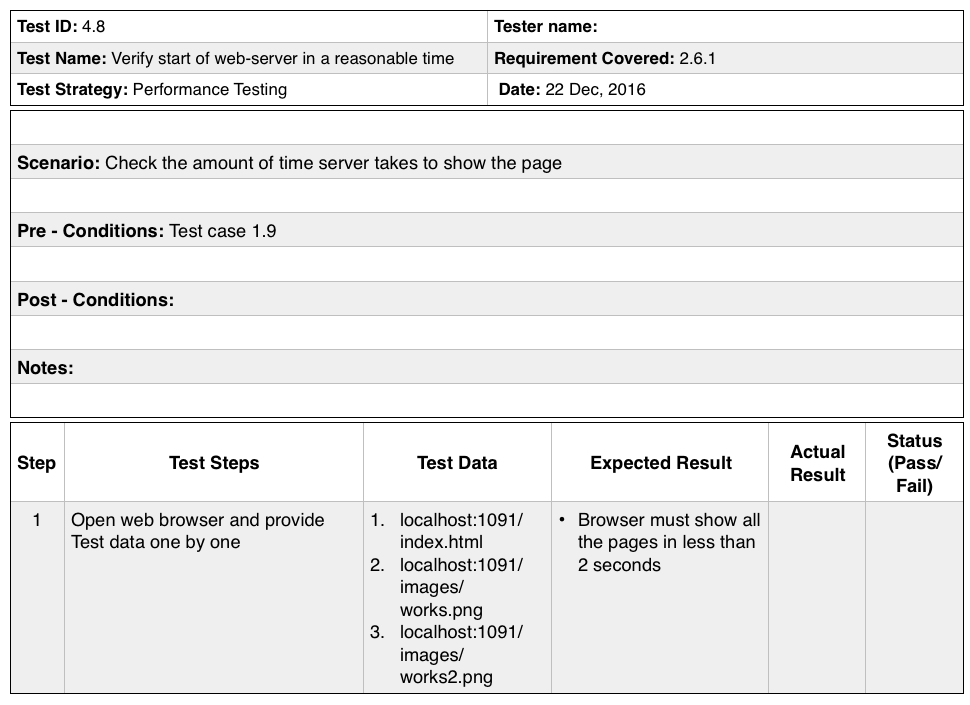 Test ID: 4.8
Tester name:
Test Name: Verify start of web-server in a reasonable time
Requirement Covered: 2.6.1
Test Strategy: Performance Testing
Date: 22 Dec, 2016
Scenario: Check the amount of time server takes to show the page
Pre - Conditions: Test case 1.9
Post - Conditions:
Notes:
Step
Test Steps
Test Data
Expected Result
Actual
Result
Status
(Pass/
Fail)
1
Open web browser and provide
Test data one by one
1. localhost:1091/
index.html
2. localhost:1091/
images/
works.png
3. localhost:1091/
images/
works2.png
• Browser must show all
the pages in less than
2 seconds